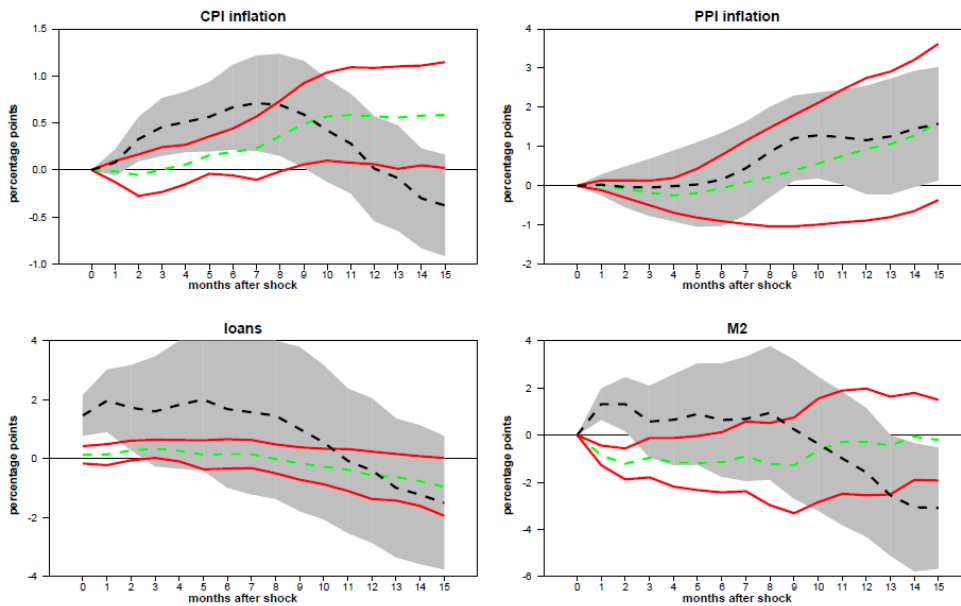 CPI inflation
percentage points
1.5
1.0
0.5
0.0
-0.5
-1.0
0 1 2 3 4 5 6 7 8 9 10 11 12 13 14 15
months after shock
PPI inflation
percentage points
4
3
2
1
0
-1
-2
0 1 2 3 4 5 6 7 8 9 10 11 12 13 14 15
months after shock
loans
percentage points
4
2
0
-2
-4
0 1 2 3 4 5 6 7 8 9 10 11 12 13 14 15
months after shock
M2
percentage points
4
2
0
-2
-4
-6
0 1 2 3 4 5 6 7 8 9 10 11 12 13 14 15
months after shock